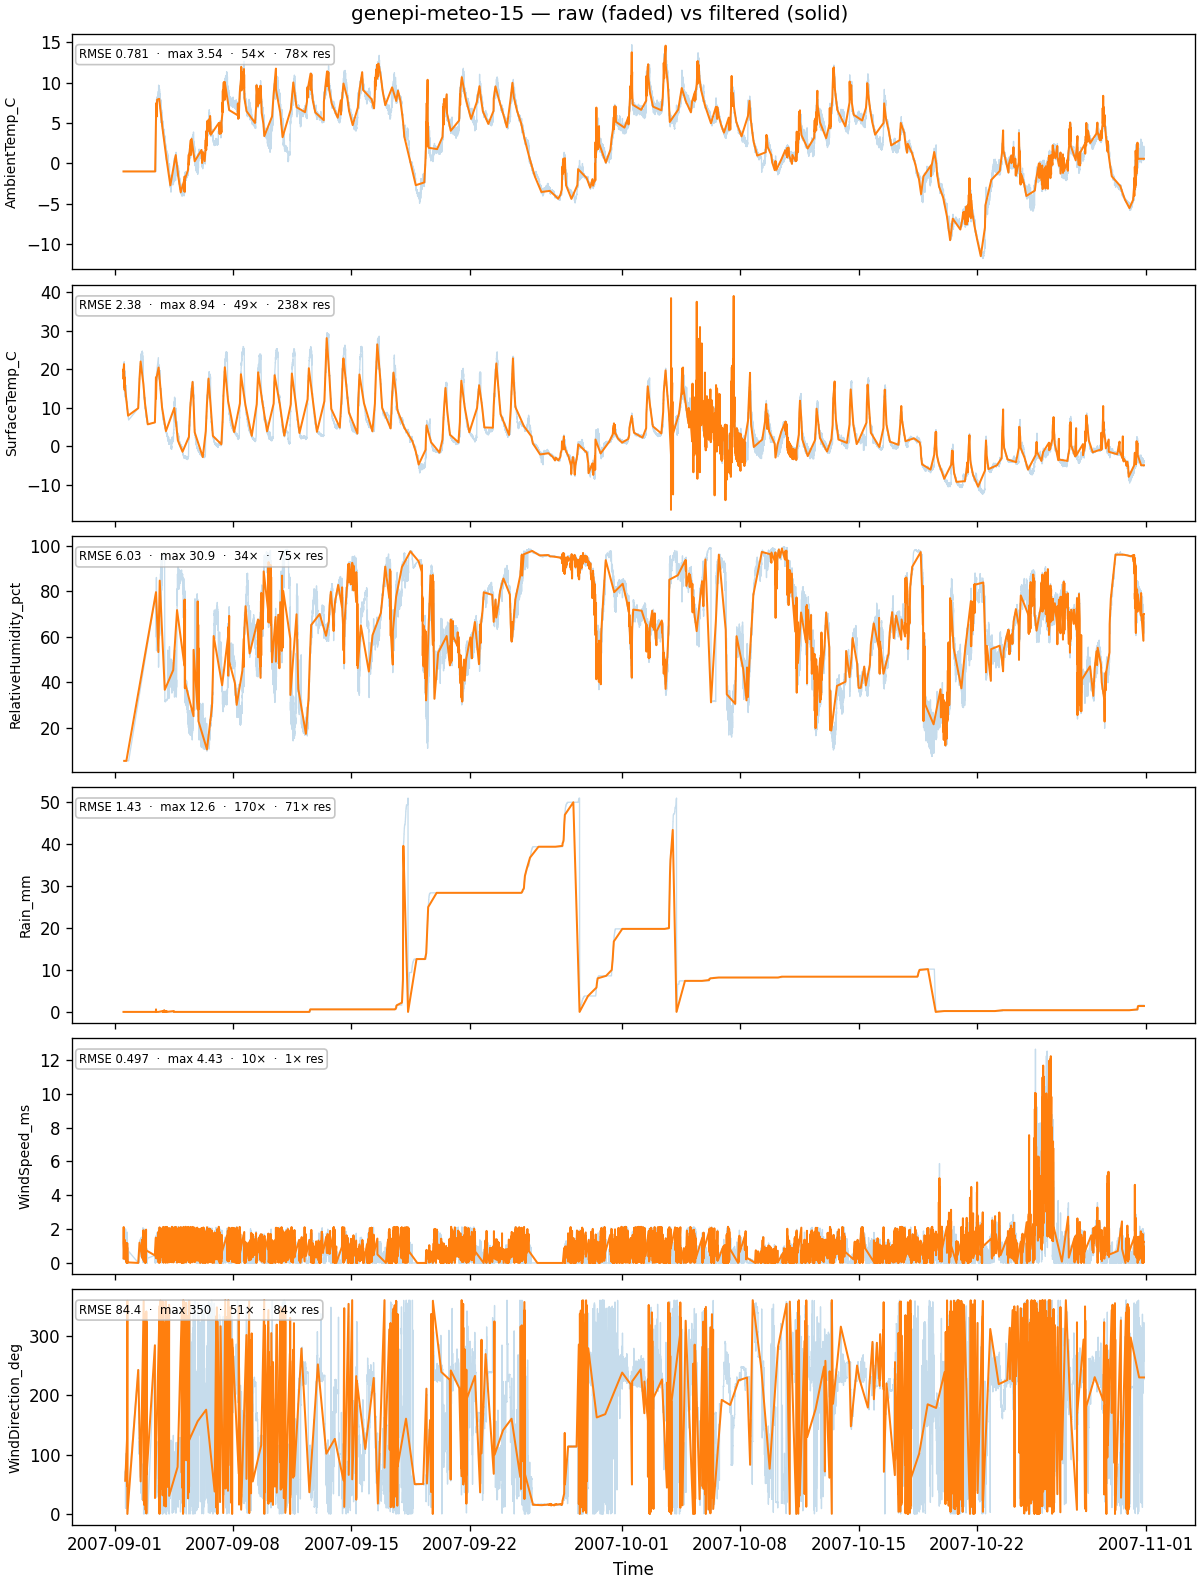 genepi-meteo-15 — raw (faded) vs filtered (solid)
RMSE 0.781 · max 3.54 · 54× · 78× res
AmbientTemp_C
15
10
5
0
−5
−10
RMSE 2.38 · max 8.94 · 49× · 238× res
SurfaceTemp_C
40
30
20
10
0
−10
RMSE 6.03 · max 30.9 · 34× · 75× res
RelativeHumidity_pct
100
80
60
40
20
RMSE 1.43 · max 12.6 · 170× · 71× res
Rain_mm
50
40
30
20
10
0
RMSE 0.497 · max 4.43 · 10× · 1× res
WindSpeed_ms
12
10
8
6
4
2
0
RMSE 84.4 · max 350 · 51× · 84× res
WindDirection_deg
300
200
100
0
2007-09-01 2007-09-08 2007-09-15 2007-09-22 2007-10-01 2007-10-08 2007-10-15 2007-10-22 2007-11-01
Time